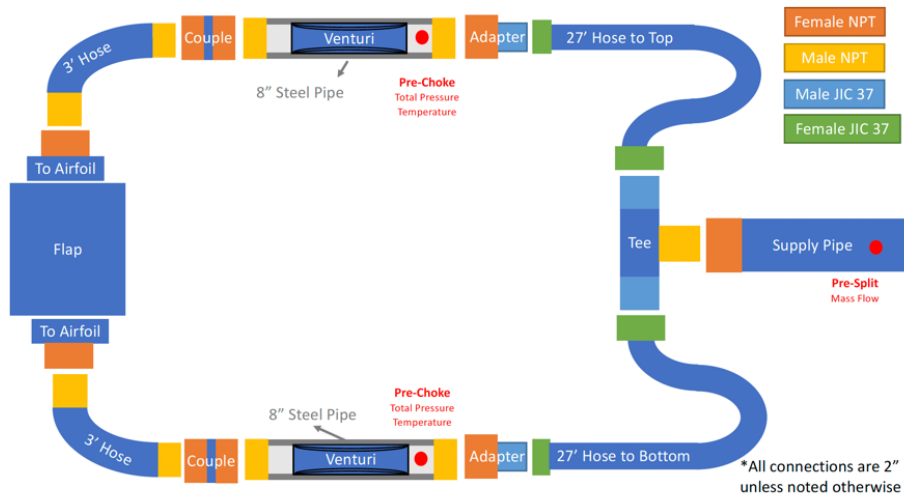 3’ Hose
Couple
Venturi
Adapter
27’ Hose to Top
Female NPT
Male NPT
Male JIC 37
Female JIC 37
8” Steel Pipe
Pre-Choke
Total Pressure
Temperature
To Airfoil
Flap
To Airfoil
Tee
Supply Pipe
Pre-Split
Mass Flow
8” Steel Pipe
Pre-Choke
Total Pressure
Temperature
3’ Hose
Couple
Venturi
Adapter
27’ Hose to Bottom
*All connections are 2”
unless noted otherwise